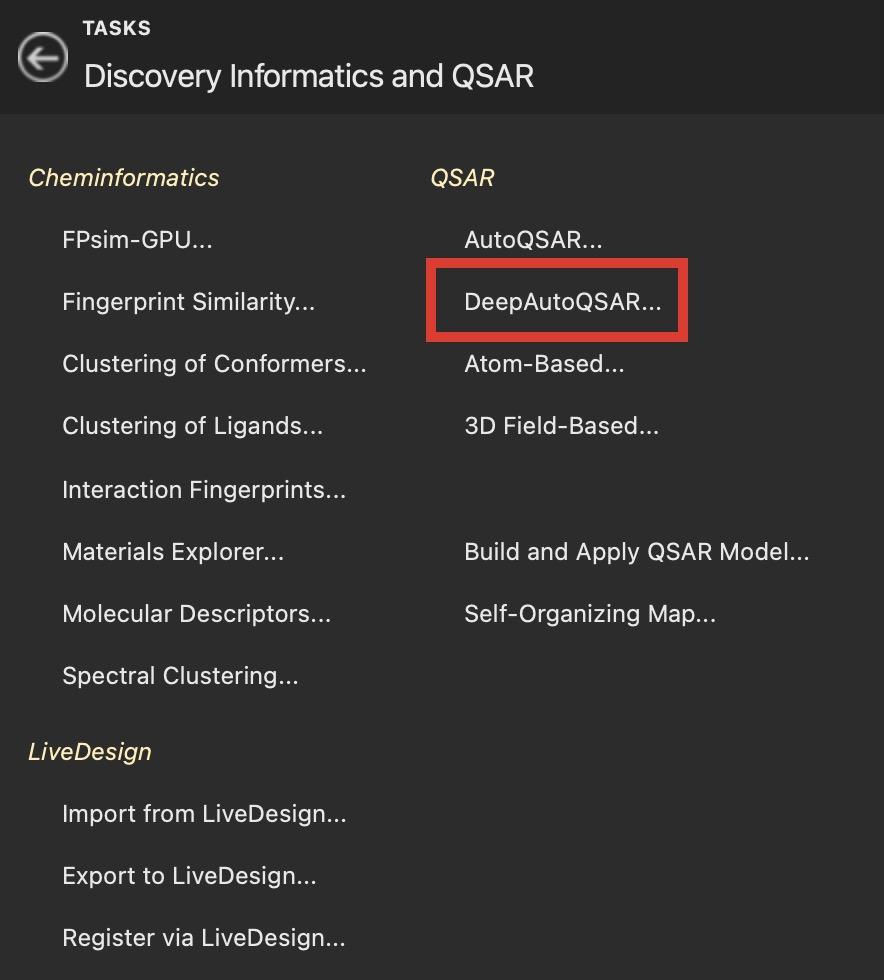 TASKS
Discovery Informatics and QSAR
Cheminformatics
FPsim-GPU...
Fingerprint Similarity...
Clustering of Conformers...
Clustering of Ligands...
Interaction Fingerprints...
Materials Explorer...
Molecular Descriptors...
Spectral Clustering...
QSAR
AutoQSAR...
DeepAutoQSAR...
Atom-Based...
3D Field-Based...
Build and Apply QSAR Model...
Self-Organizing Map...
LiveDesign
Import from LiveDesign...
Export to LiveDesign...
Register via LiveDesign...